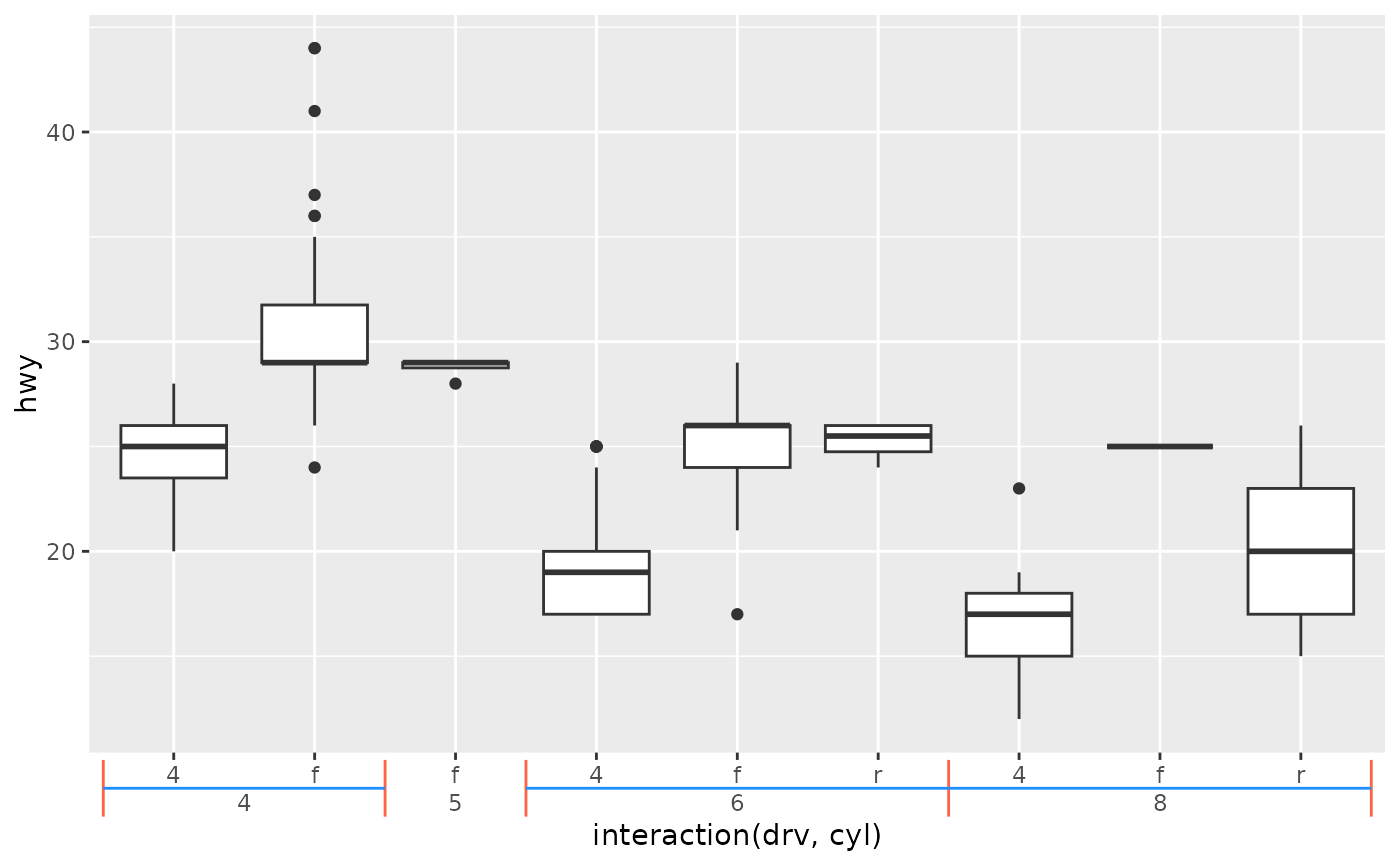 hwy
40
30
20
4 f f 4 f r 4 f r
4 5 6 8
interaction(drv, cyl)